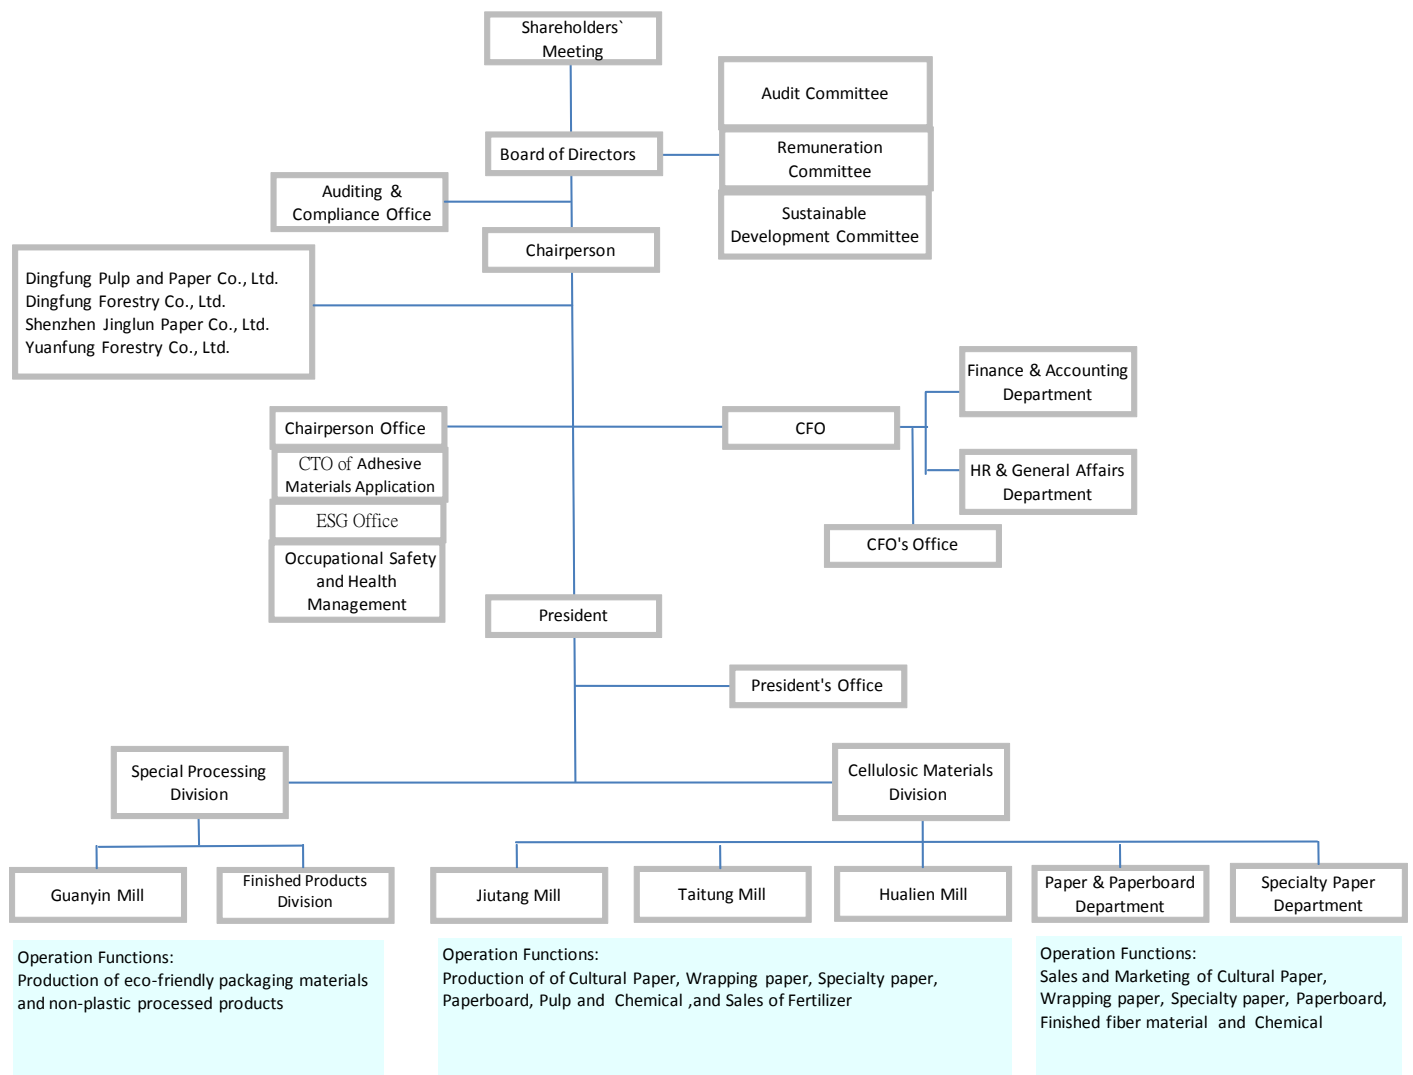 Shareholders`
Meeting
Audit Committee
Board of Directors
Remuneration
Committee
Auditing &
Compliance Office
Sustainable
Development Committee
Chairperson
Dingfung Pulp and Paper Co., Ltd.
Dingfung Forestry Co., Ltd.
Shenzhen Jinglun Paper Co., Ltd.
Yuanfung Forestry Co., Ltd.
Finance & Accounting
Department
Chairperson Office
CFO
CTO of Adhesive
Materials Application
HR & General Affairs
Department
ESG Office
CFO's Office
Occupational Safety
and Health
Management
President
President's Office
Special Processing
Division
Cellulosic Materials
Division
Guanyin Mill
Finished Products
Division
Jiutang Mill
Taitung Mill
Hualien Mill
Paper & Paperboard
Department
Specialty Paper
Department
Operation Functions:
Production of eco-friendly packaging materials
and non-plastic processed products
Operation Functions:
Production of of Cultural Paper, Wrapping paper, Specialty paper,
Paperboard, Pulp and Chemical ,and Sales of Fertilizer
Operation Functions:
Sales and Marketing of Cultural Paper,
Wrapping paper, Specialty paper, Paperboard,
Finished fiber material and Chemical